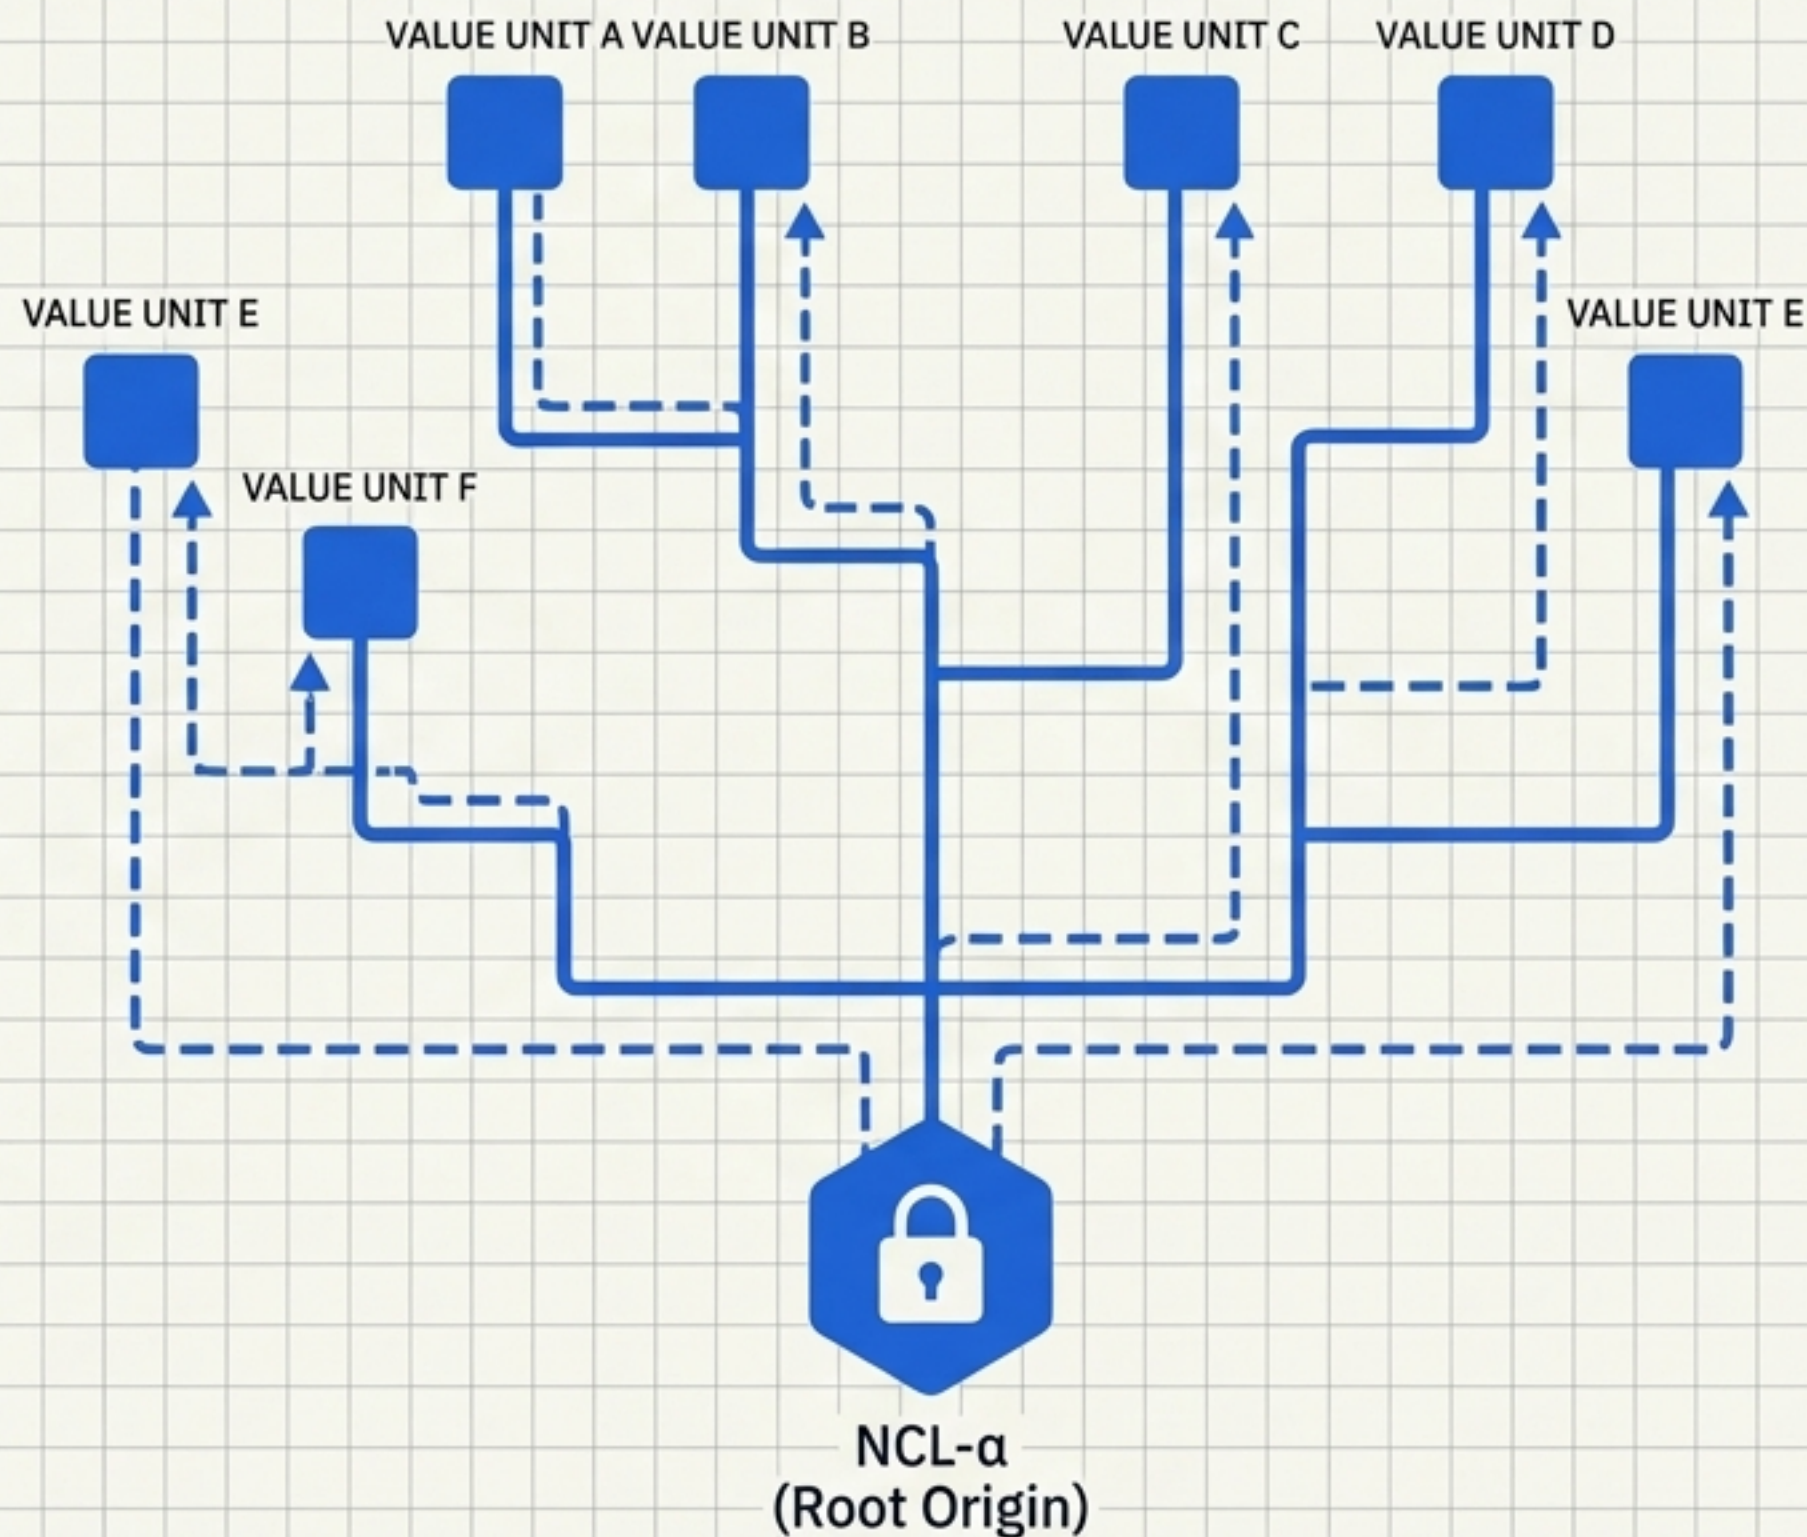 VALUE UNIT A
VALUE UNIT B
VALUE UNIT C
VALUE UNIT D
VALUE UNIT E
VALUE UNIT E
VALUE UNIT F
NCL-α
(Root Origin)